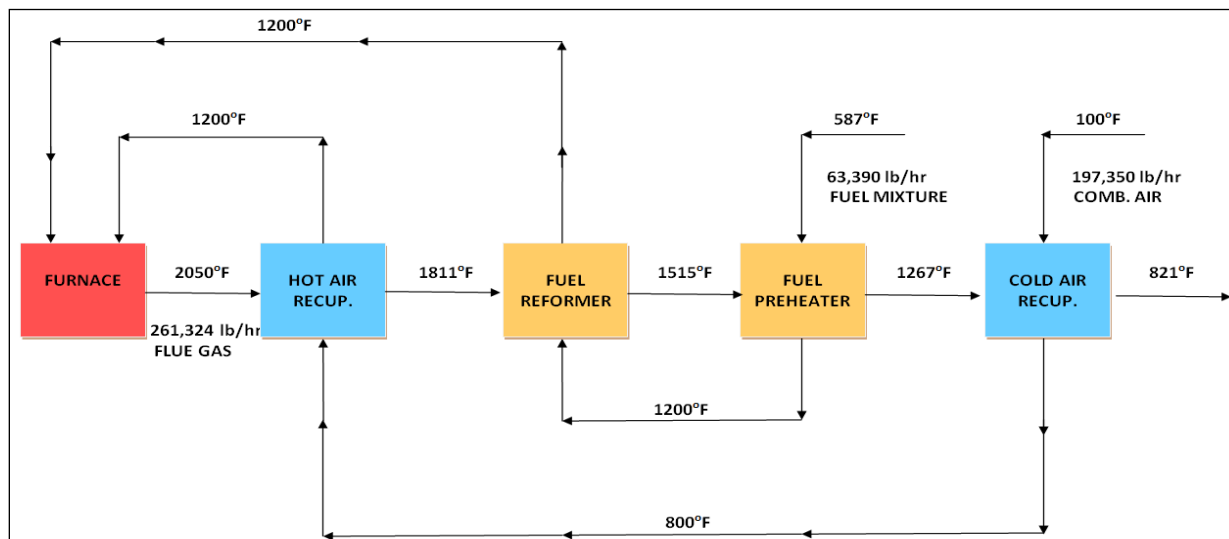 1200°F
1200°F
587°F
100°F
63,390 lb/hr
FUEL MIXTURE
197,350 lb/hr
COMB. AIR
FURNACE
2050°F
HOT AIR
RECUP.
1811°F
FUEL
REFORMER
1515°F
FUEL
PREHEATER
1267°F
COLD AIR
RECUP.
821°F
261,324 lb/hr
FLUE GAS
1200°F
800°F